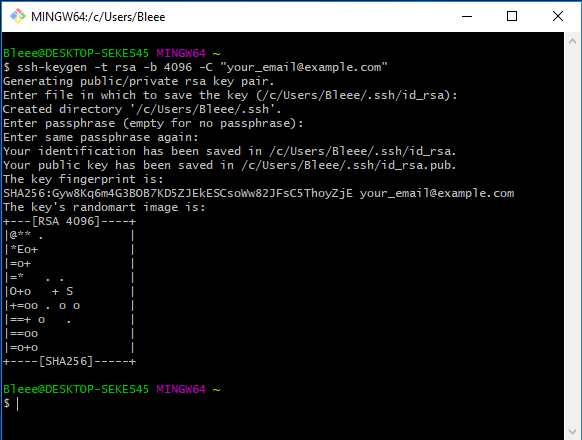 MINGW64:/c/Users/Bleee
Bleee@DESKTOP-SEKES45 MINGW64 ~
$ ssh-keygen -t rsa -b 4096 -C "your_email@example.com"
Generating public/private rsa key pair.
Enter file in which to save the key (/c/Users/Bleee/.ssh/id_rsa):
Created directory '/c/Users/Bleee/.ssh'.
Enter passphrase (empty for no passphrase):
Enter same passphrase again:
Your identification has been saved in /c/Users/Bleee/.ssh/id_rsa.
Your public key has been saved in /c/Users/Bleee/.ssh/id_rsa.pub.
The key fingerprint is:
SHA256:Gyw8Kq6m4G3BOB7KD5ZJEkESCsoWw82JFsC5ThoyZjE your_email@example.com
The key's randomart image is:
+---[RSA 4096]----+
|@** .            |
|*Eo+             |
|=o+              |
|=*   . .         |
|O+o   + S        |
|+=oo . o o       |
|==+ o   .        |
|==oo             |
|=o+o             |
+----[SHA256]-----+
Bleee@DESKTOP-SEKES45 MINGW64 ~
$